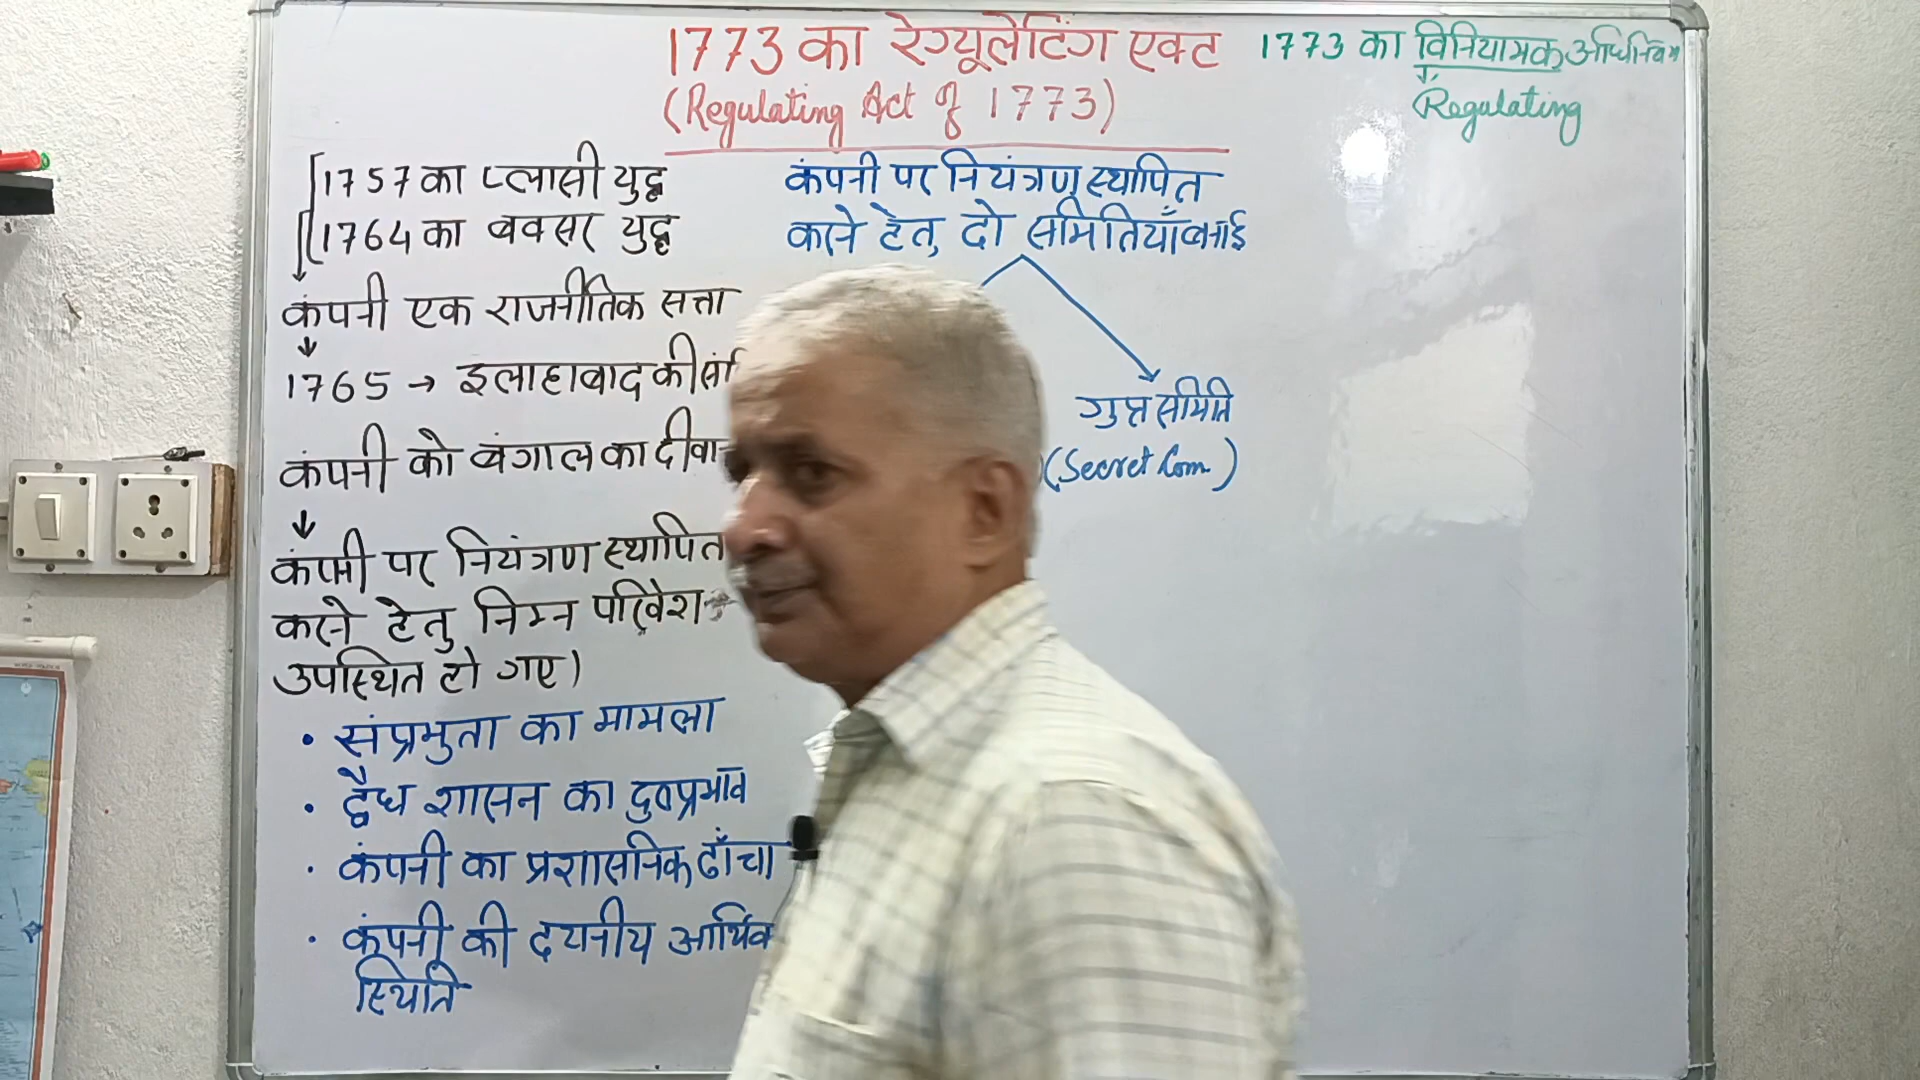 1773 का रेग्यूलेटिंग एक्ट
(Regulating Act of 1773)
1773 का विनियामक अधिनियम
Regulating
1757 का प्लासी युद्ध
1764 का बक्सर युद्ध
कंपनी एक राजनीतिक सत्ता
1765 → इलाहाबाद की
कंपनी को बंगाल का
कंपनी पर नियंत्रण स्थापित
करने हेतु निम्न परिवेश
उपस्थित हो गए।
• संप्रभुता का मामला
• द्वैध शासन का दुष्प्रभाव
• कंपनी का प्रशासनिक ढाँचा
• कंपनी की दयनीय आर्थिक
स्थिति
कंपनी पर नियंत्रण स्थापित
करने हेतु दो समितियाँ बनाई
गुप्त समिति
(Secret Com.)